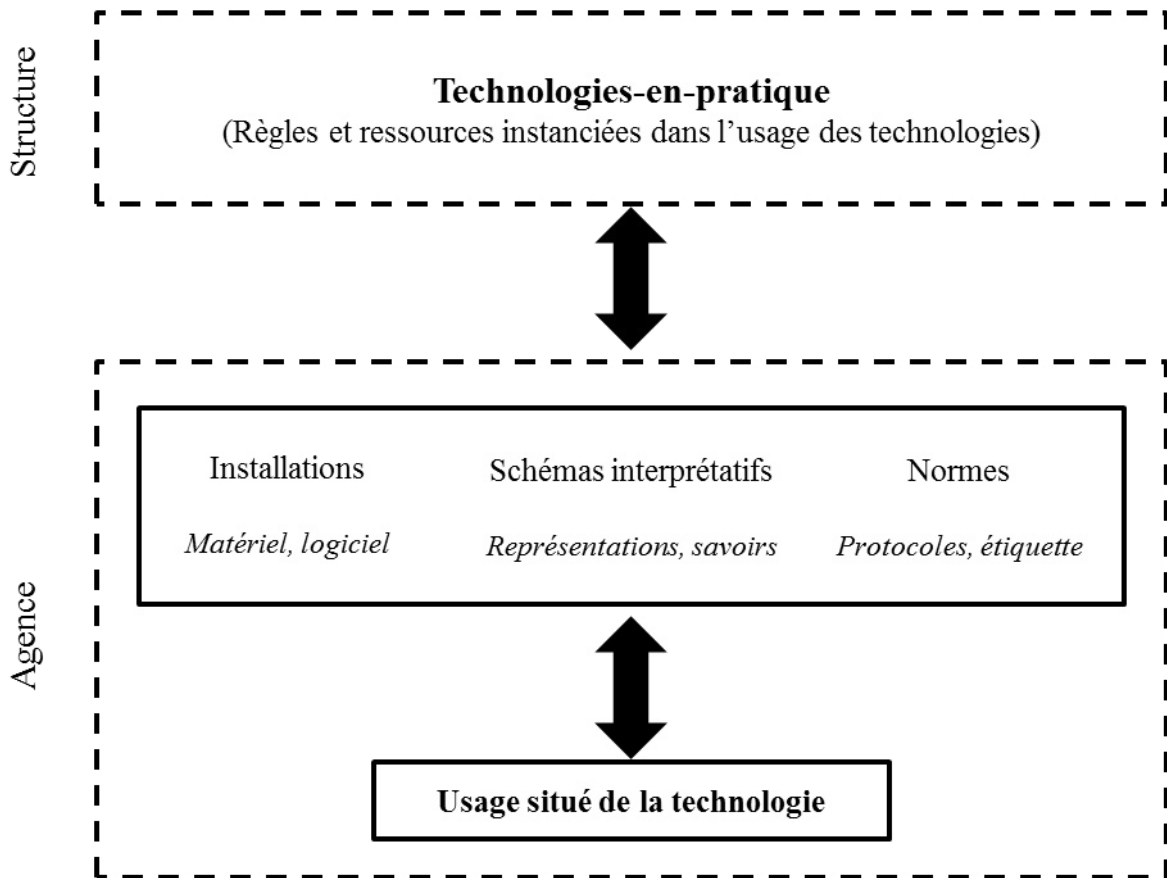 Structure
Technologies-en-pratique
(Règles et ressources instanciées dans l’usage des technologies)
Agence
Installations
Schémas interprétatifs
Normes
Matériel, logiciel
Représentations, savoirs
Protocoles, étiquette
Usage situé de la technologie